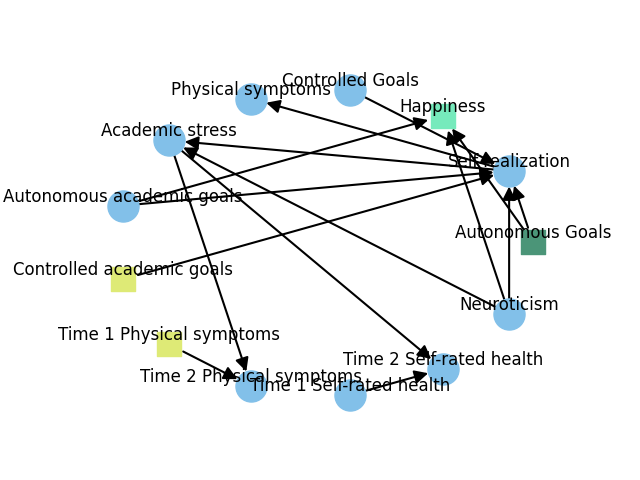 Controlled Goals
Physical symptoms
Happiness
Academic stress
Self-realization
Autonomous academic goals
Autonomous Goals
Controlled academic goals
Neuroticism
Time 1 Physical symptoms
Time 2 Self-rated health
Time 2 Physical symptoms
Time 1 Self-rated health